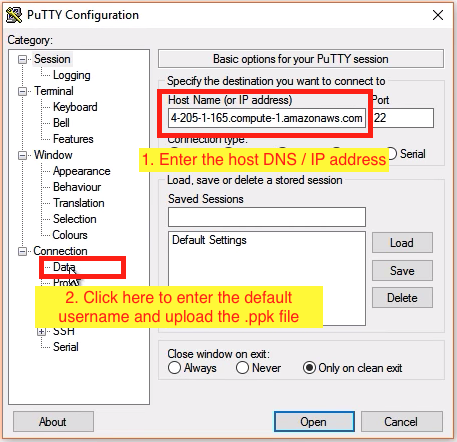 PuTTY Configuration
Category:
Session
Logging
Terminal
Keyboard
Bell
Features
Window
Appearance
Behaviour
Translation
Selection
Colours
Connection
Data
SSH
Serial
Basic options for your PuTTY session
Specify the destination you want to connect to
Host Name (or IP address)
Port
4-205-1-165.compute-1.amazonaws.com
22
Connection type:
Serial
1. Enter the host DNS / IP address
Load, save or delete a stored session
Saved Sessions
Default Settings
Load
Save
Delete
2. Click here to enter the default
username and upload the .ppk file
Close window on exit:
Always
Never
Only on clean exit
About
Open
Cancel